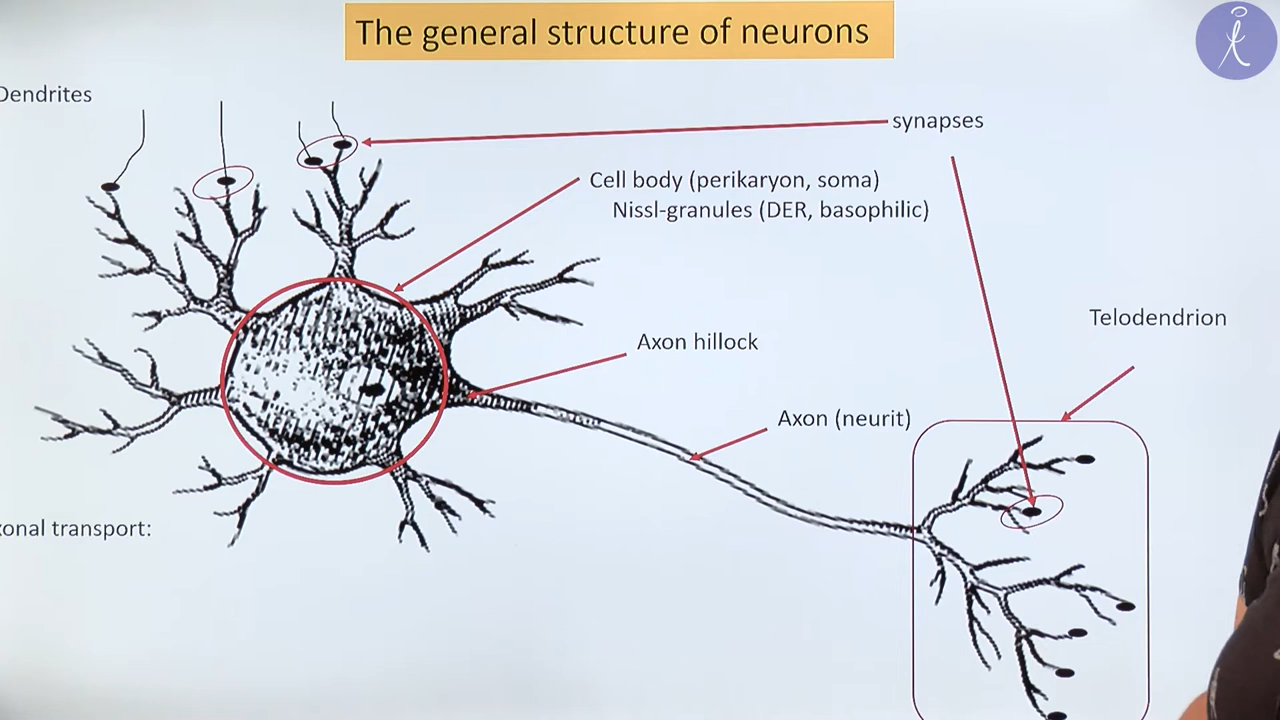 The general structure of neurons
Dendrites
synapses
Cell body (perikaryon, soma)
Nissl-granules (DER, basophilic)
Telodendrion
Axon hillock
Axon (neurit)
xonal transport: